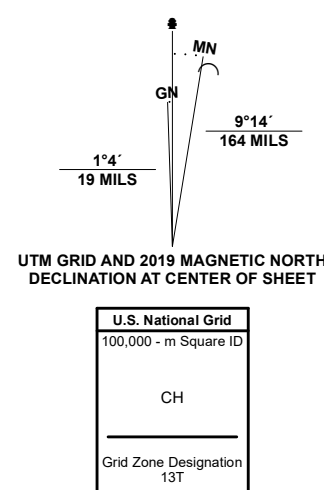 MN
GN
9°14´
164 MILS
1°4´
19 MILS
UTM GRID AND 2019 MAGNETIC NORTH
DECLINATION AT CENTER OF SHEET
U.S. National Grid
100,000 - m Square ID
CH
Grid Zone Designation
13T